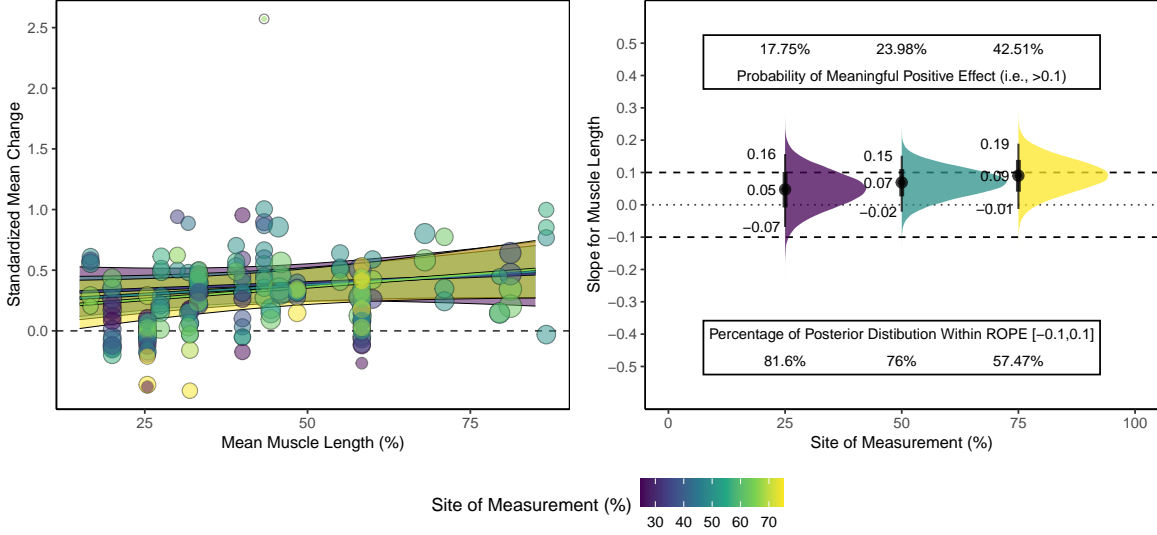 2.5
2.0
1.5
1.0
0.5
0.0
Standardized Mean Change
25
50
75
Mean Muscle Length (%)
0.5
0.4
0.3
0.2
0.1
0.0
−0.1
−0.2
−0.3
−0.4
−0.5
Slope for Muscle Length
17.75% 23.98% 42.51%
Probability of Meaningful Positive Effect (i.e., >0.1)
0.16
0.05
−0.07
0.15
0.07
−0.02
0.19
0.09
−0.01
Percentage of Posterior Distibution Within ROPE [−0.1,0.1]
81.6% 76% 57.47%
0 25 50 75 100
Site of Measurement (%)
Site of Measurement (%)
30 40 50 60 70